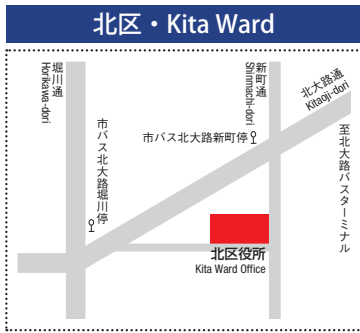 北区・Kita Ward
堀川通
Horikawa-dori
新町通
Shinmachi-dori
北大路通
Kitaoji-dori
市バス北大路新町停
市バス北大路堀川停
至北大路バスターミナル
北区役所
Kita Ward Office